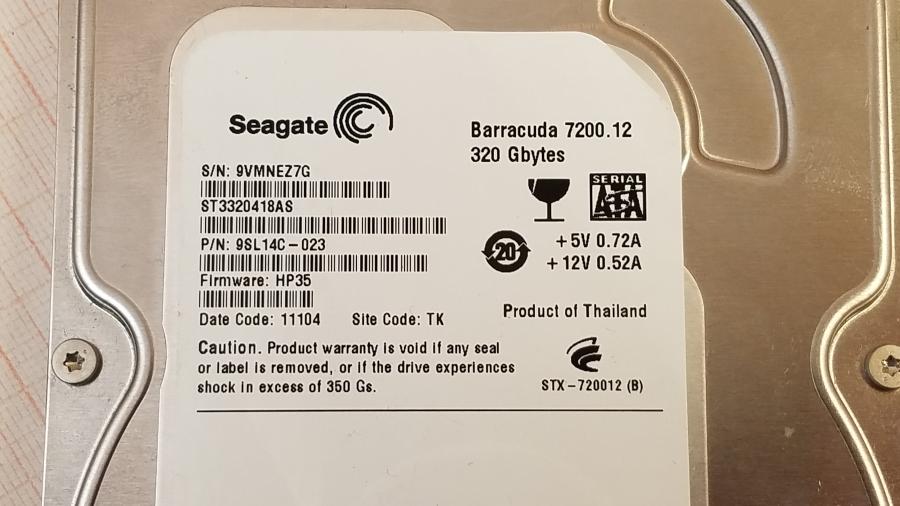 Seagate
Barracuda 7200.12
320 Gbytes
S/N: 9VMNEZ7G
ST3320418AS
SERIAL
ATA
P/N: 9SL14C-023
20
+5V 0.72A
+12V 0.52A
Firmware: HP35
Date Code: 11104 Site Code: TK
Product of Thailand
Caution. Product warranty is void if any seal
or label is removed, or if the drive experiences
shock in excess of 350 Gs.
STX-720012 (B)